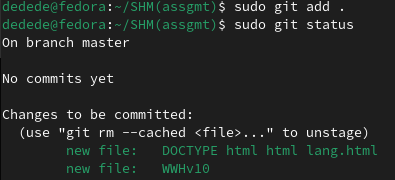 dedede@fedora:~/SHM(assgmt)$ sudo git add .
dedede@fedora:~/SHM(assgmt)$ sudo git status
On branch master

No commits yet

Changes to be committed:
  (use "git rm --cached <file>..." to unstage)
        new file:   DOCTYPE html html lang.html
        new file:   WWHv10